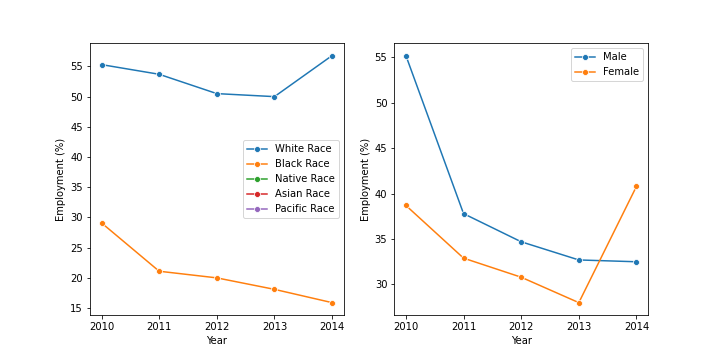 55
50
45
40
35
30
25
20
15
Employment (%)
2010 2011 2012 2013 2014
Year
White Race
Black Race
Native Race
Asian Race
Pacific Race
55
50
45
40
35
30
Employment (%)
2010 2011 2012 2013 2014
Year
Male
Female